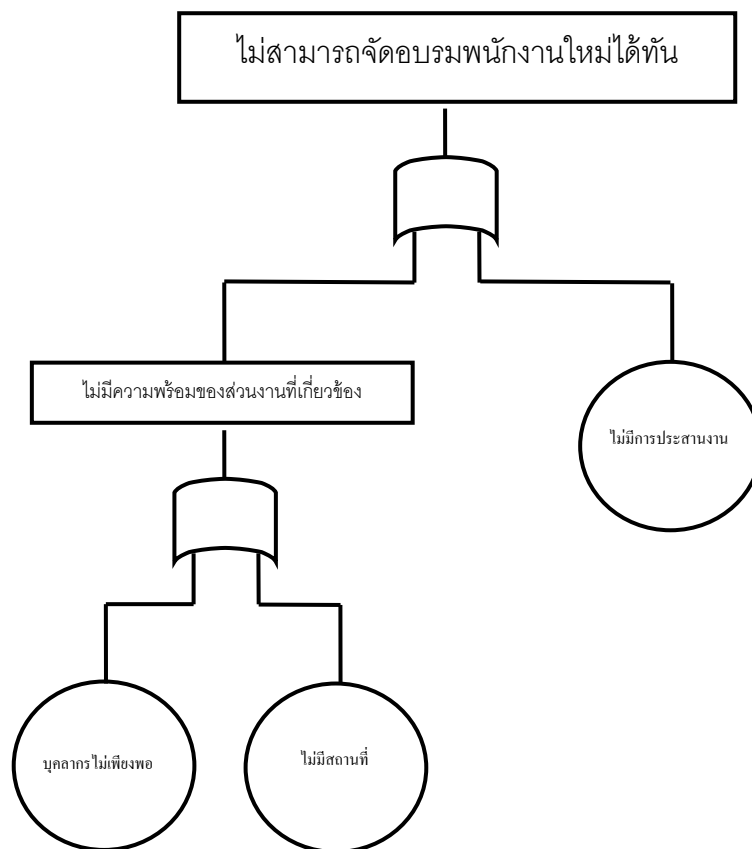 ไม่สามารถจัดอบรมพนักงานใหม่ได้ทัน
ไม่มีความพร้อมของส่วนงานที่เกี่ยวข้อง
ไม่มีการประสานงาน
บุคลากรไม่เพียงพอ
ไม่มีสถานที่